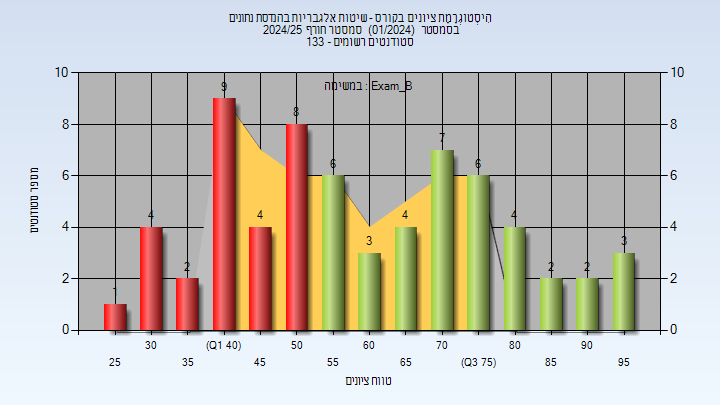 היסטוגרמת ציונים בקורס - שיטות אלגבריות בהנדסת נתונים
בסמסטר (01/2024) סמסטר חורף 2024/25
סטודנטים רשומים - 133
במשימה : Exam_B
מספר סטודנטים
10 10
8 8
6 6
4 4
2 2
0 0
1 4 2 9 4 8 6 3 4 7 6 4 2 2 3
30 (Q1 40) 50 60 70 80 90
25 35 45 55 65 (Q3 75) 85 95
טווח ציונים